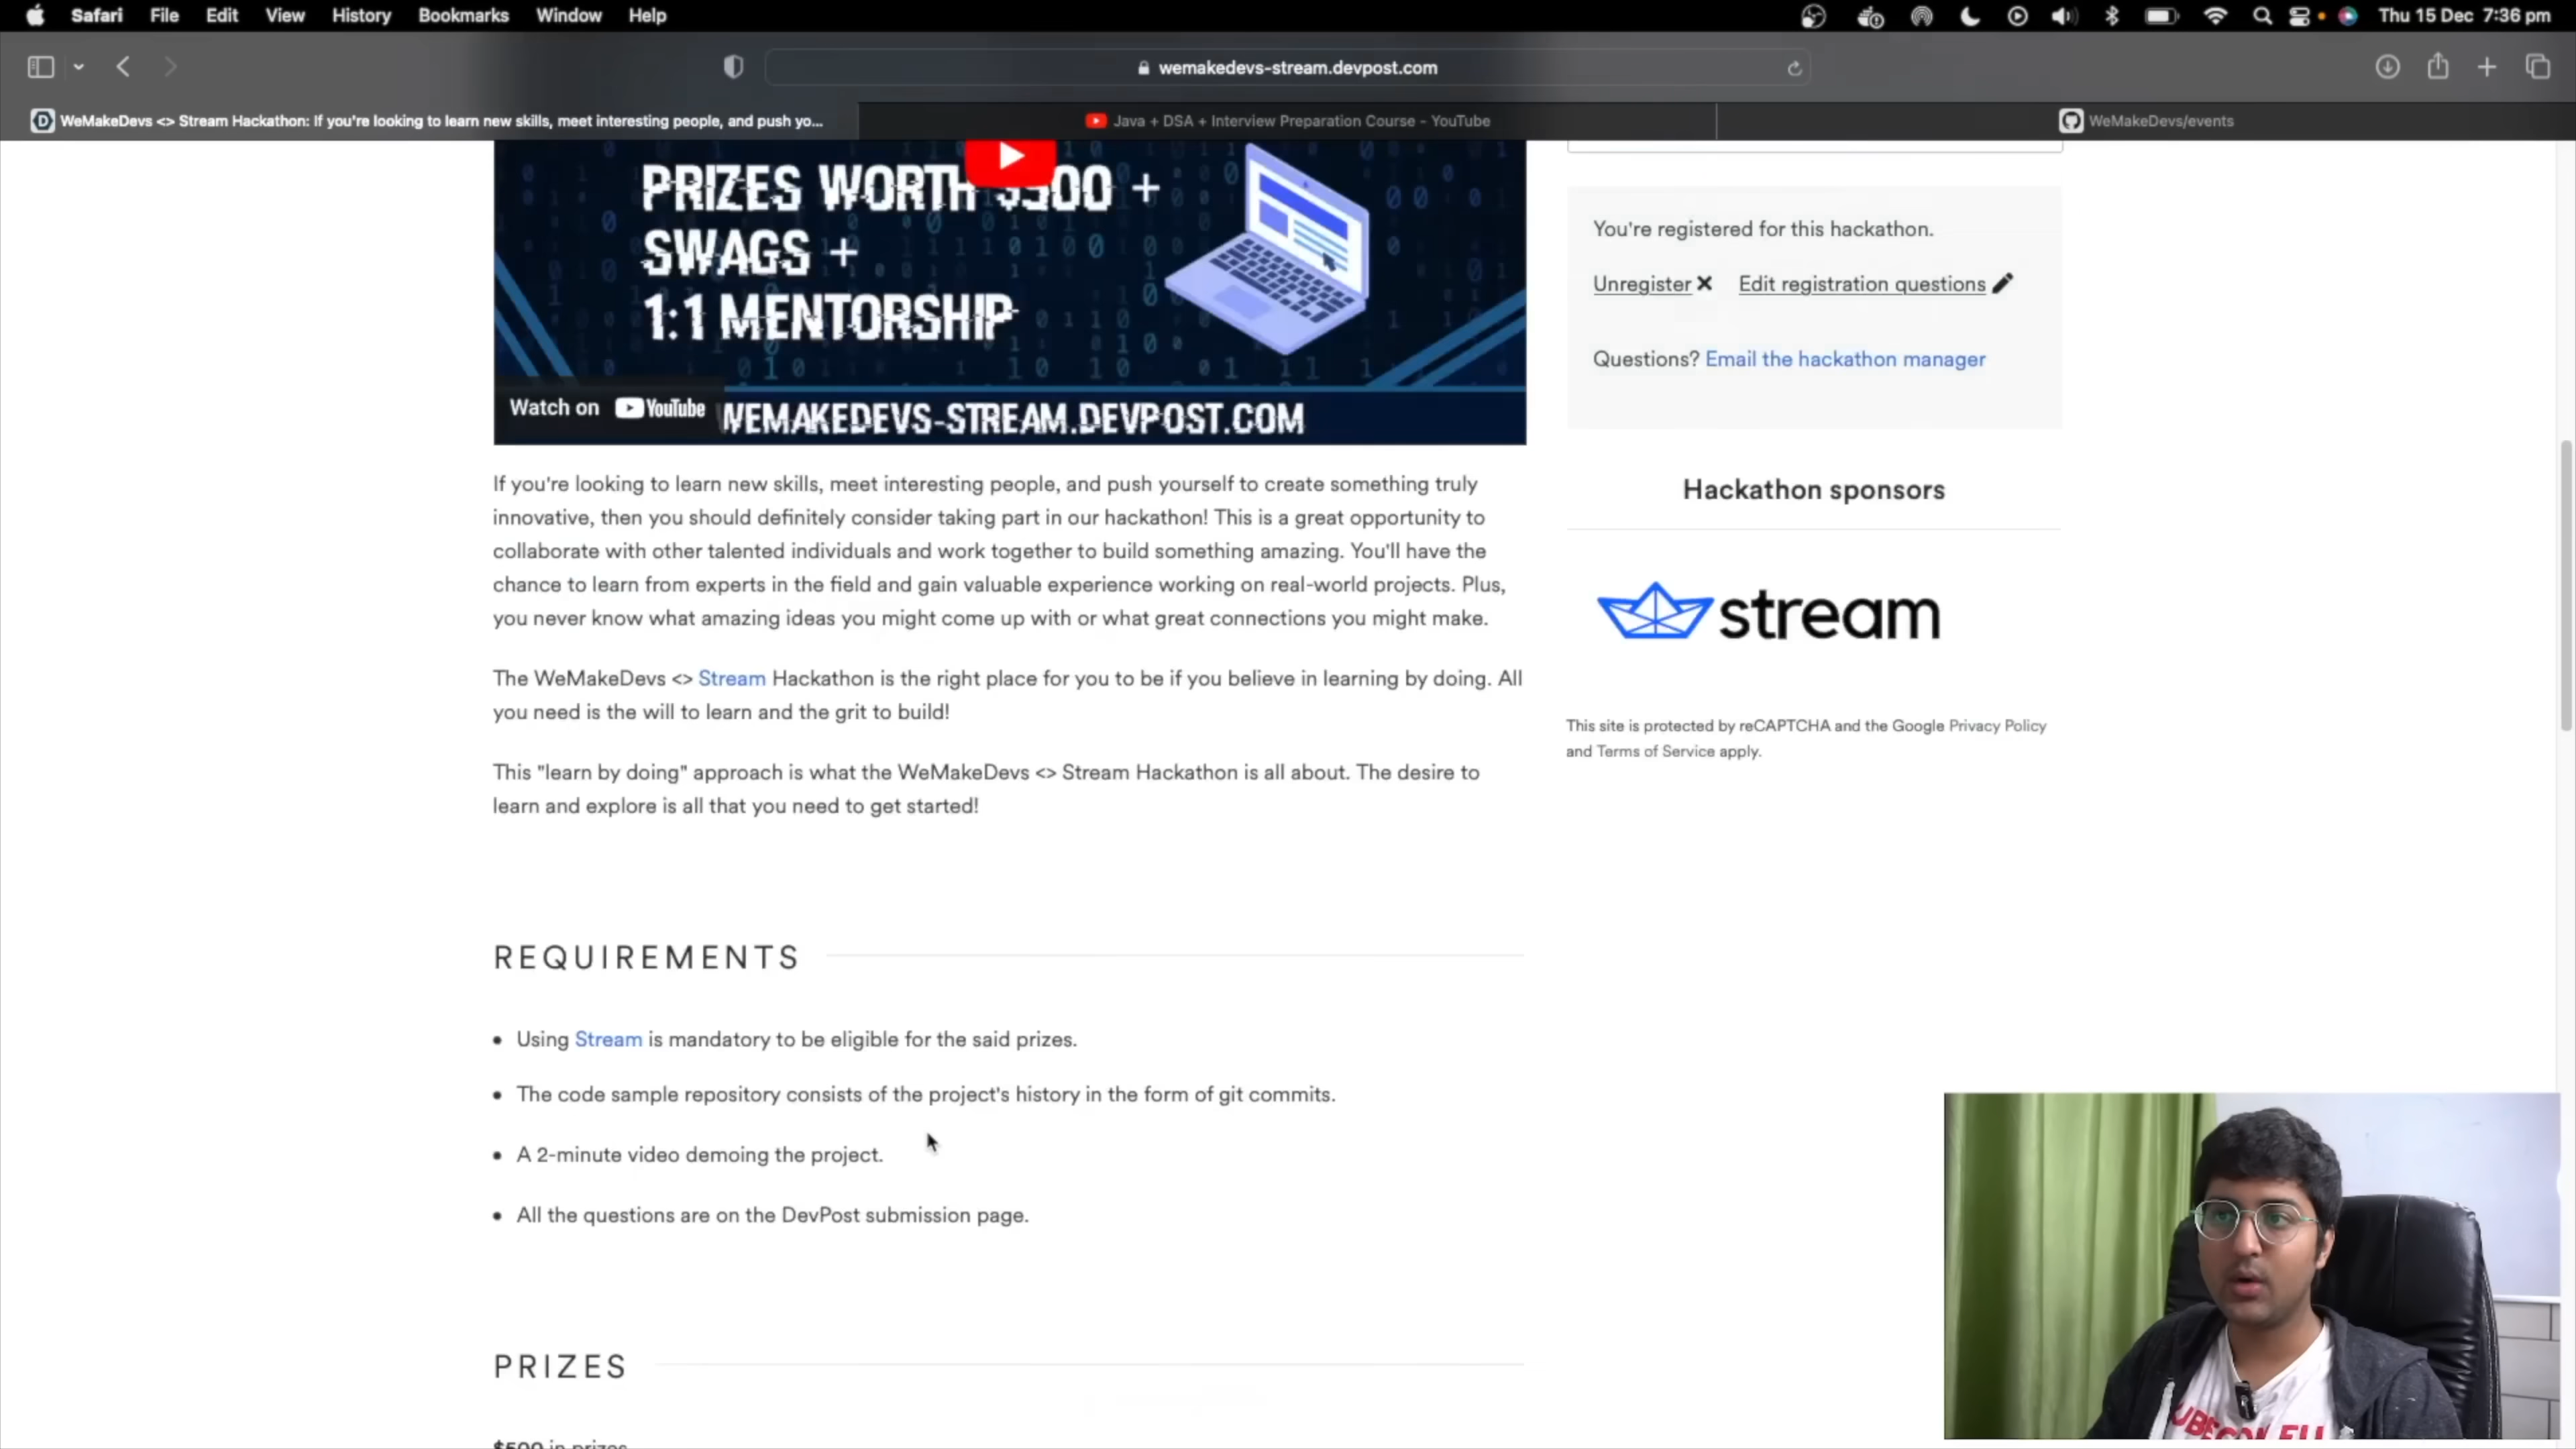 Safari File Edit View History Bookmarks Window Help Thu 15 Dec 7:36 pm
wemakedevs-stream.devpost.com
WeMakeDevs <> Stream Hackathon: If you're looking to learn new skills, meet interesting people, and push yo...
Java + DSA + Interview Preparation Course - YouTube
WeMakeDevs/events
PRIZES WORTH $500 +
SWAGS +
1:1 MENTORSHIP
Watch on YouTube
WEMAKEDEVS-STREAM.DEVPOST.COM
You're registered for this hackathon.
Unregister Edit registration questions
Questions? Email the hackathon manager
Hackathon sponsors
stream
This site is protected by reCAPTCHA and the Google Privacy Policy
and Terms of Service apply.
If you're looking to learn new skills, meet interesting people, and push yourself to create something truly
innovative, then you should definitely consider taking part in our hackathon! This is a great opportunity to
collaborate with other talented individuals and work together to build something amazing. You'll have the
chance to learn from experts in the field and gain valuable experience working on real-world projects. Plus,
you never know what amazing ideas you might come up with or what great connections you might make.
The WeMakeDevs <> Stream Hackathon is the right place for you to be if you believe in learning by doing. All
you need is the will to learn and the grit to build!
This "learn by doing" approach is what the WeMakeDevs <> Stream Hackathon is all about. The desire to
learn and explore is all that you need to get started!
REQUIREMENTS
• Using Stream is mandatory to be eligible for the said prizes.
• The code sample repository consists of the project's history in the form of git commits.
• A 2-minute video demoing the project.
• All the questions are on the DevPost submission page.
PRIZES
$500 in prizes